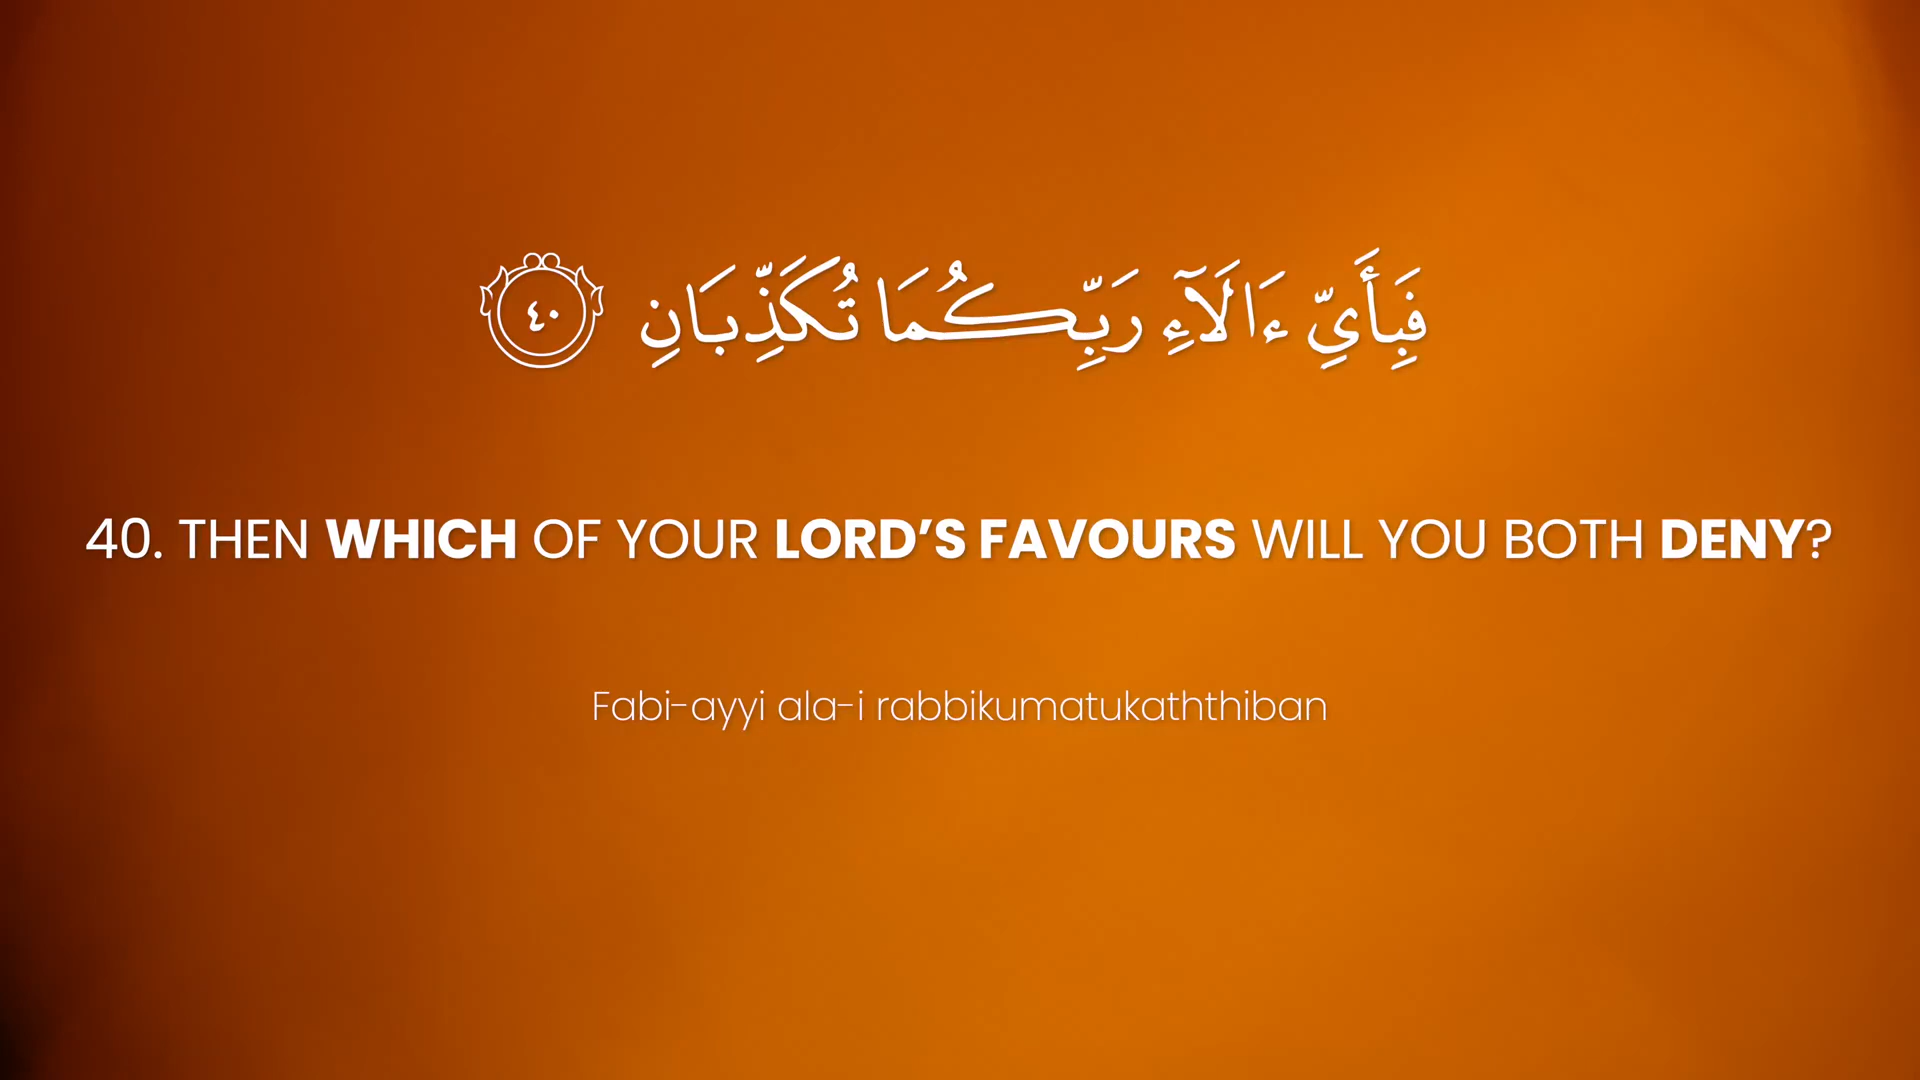 فَبِأَيِّ ءَالَآءِ رَبِّكُمَا تُكَذِّبَانِ ٤٠
40. THEN WHICH OF YOUR LORD’S FAVOURS WILL YOU BOTH DENY?
Fabi-ayyi ala-i rabbikumatukaththiban